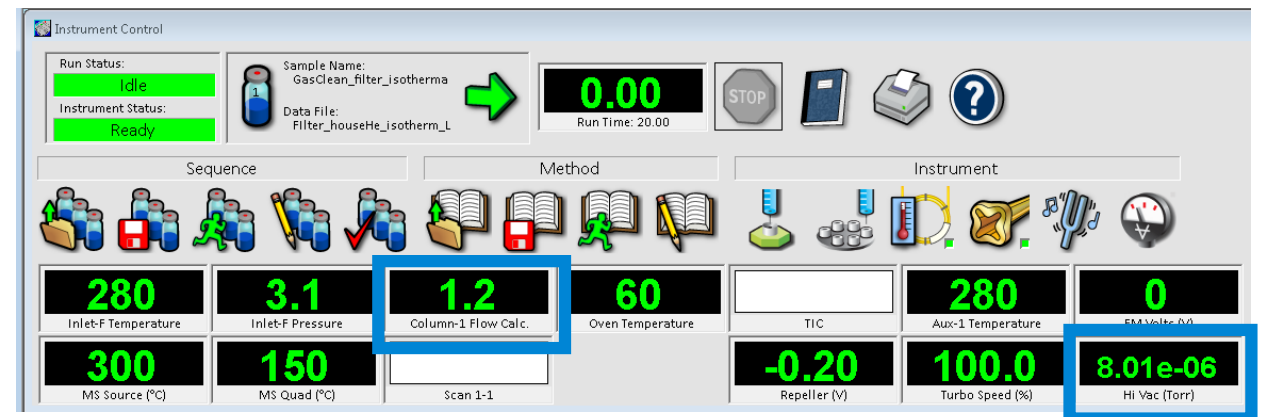 Instrument Control
Run Status:
Idle
Instrument Status:
Ready
1
Sample Name:
GasClean_filter_isotherma
Data File:
FIlter_houseHe_isotherm_L
0.00
Run Time: 20.00
STOP
?
Sequence
Method
Instrument
280
Inlet-F Temperature
3.1
Inlet-F Pressure
1.2
Column-1 Flow Calc.
60
Oven Temperature
TIC
280
Aux-1 Temperature
0
EM Volts (V)
300
MS Source (°C)
150
MS Quad (°C)
Scan 1-1
-0.20
Repeller (V)
100.0
Turbo Speed (%)
8.01e-06
Hi Vac (Torr)